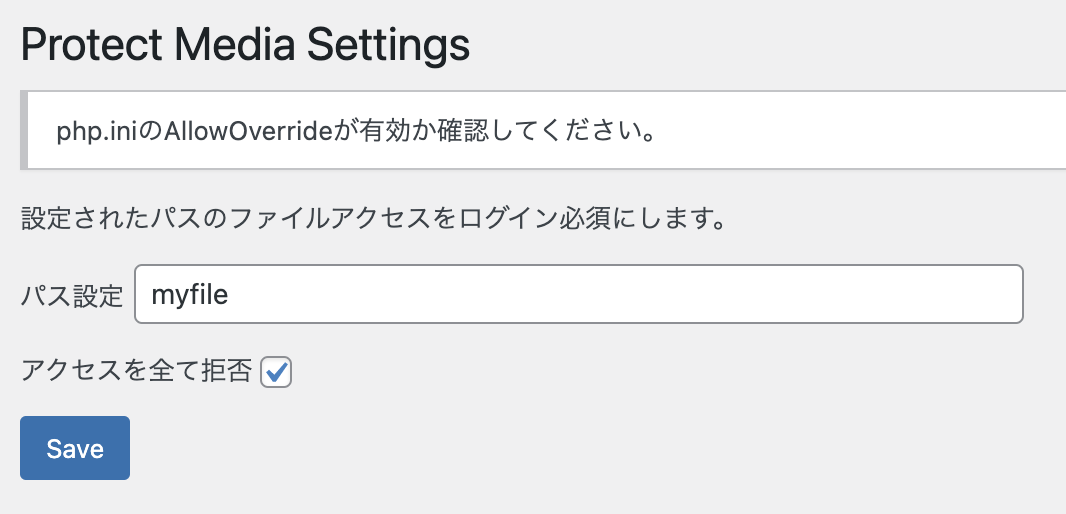 Protect Media Settings
php.iniのAllowOverrideが有効か確認してください。
設定されたパスのファイルアクセスをログイン必須にします。
パス設定 myfile
アクセスを全て拒否
Save